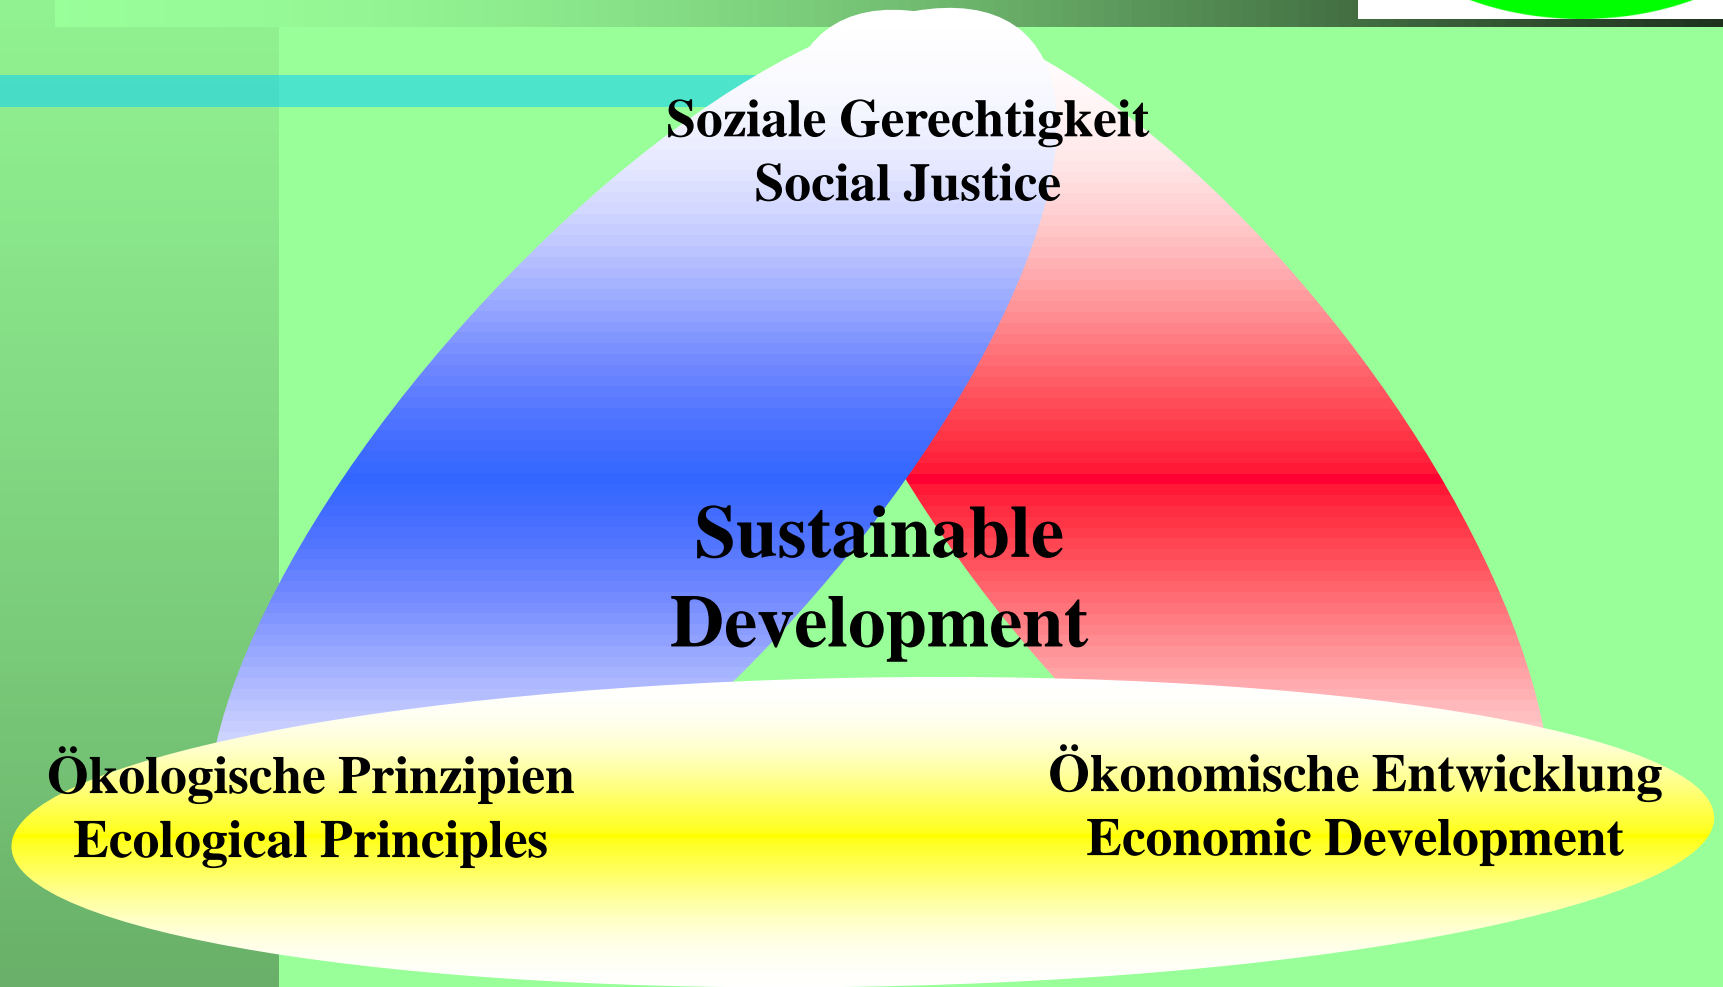 Soziale Gerechtigkeit
Social Justice
Sustainable
Development
Ökologische Prinzipien
Ecological Principles
Ökonomische Entwicklung
Economic Development